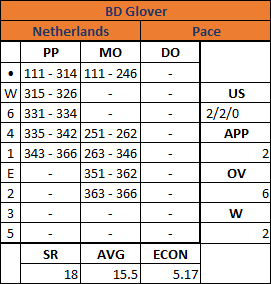 BD Glover
Netherlands Pace
PP MO DO
• 111 - 314 111 - 246 -
W 315 - 326 - - US
6 331 - 334 - - 2/2/0
4 335 - 342 251 - 262 - APP
1 343 - 366 263 - 346 - 2
E - 351 - 362 - OV
2 - 363 - 366 - 6
3 - - - W
5 - - - 2
SR AVG ECON
18 15.5 5.17